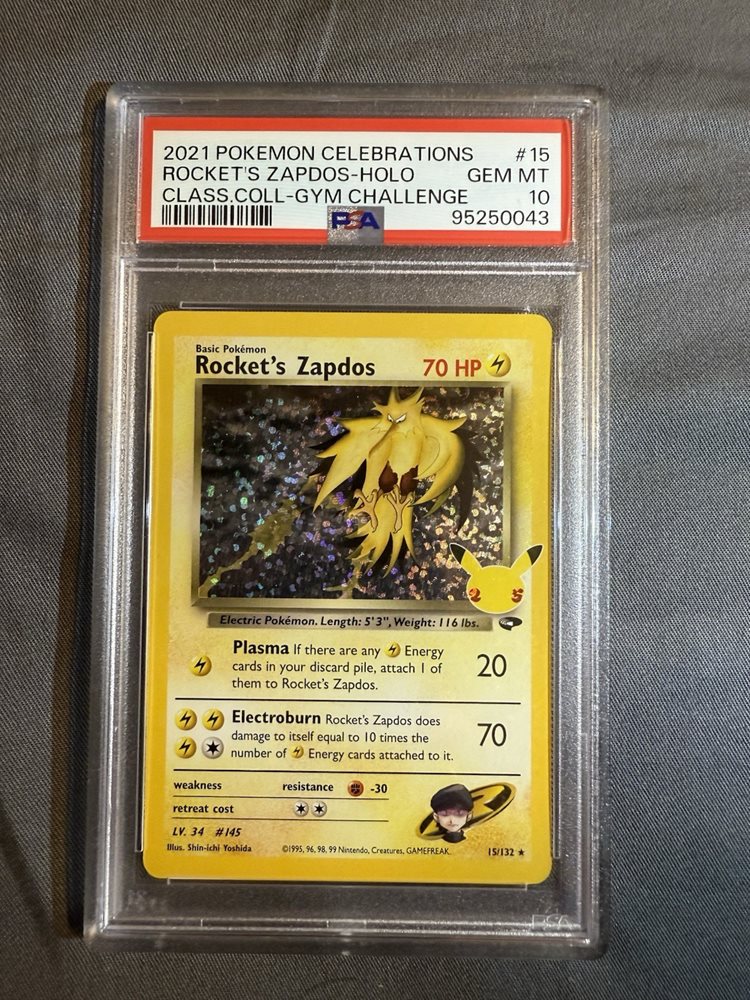 2021 POKEMON CELEBRATIONS #15
ROCKET'S ZAPDOS-HOLO GEM MT
CLASS.COLL-GYM CHALLENGE 10
PSA 95250043
Basic Pokémon
Rocket's Zapdos 70 HP
25
Electric Pokémon. Length: 5'3", Weight: 116 lbs.
Plasma If there are any Energy
cards in your discard pile, attach 1 of
them to Rocket's Zapdos.
20
Electroburn Rocket's Zapdos does
damage to itself equal to 10 times the
number of Energy cards attached to it.
70
weakness resistance -30
retreat cost
LV. 34 #145
Illus. Shin-ichi Yoshida ©1995, 96, 98, 99 Nintendo, Creatures, GAMEFREAK. 15/132 ★
PSA